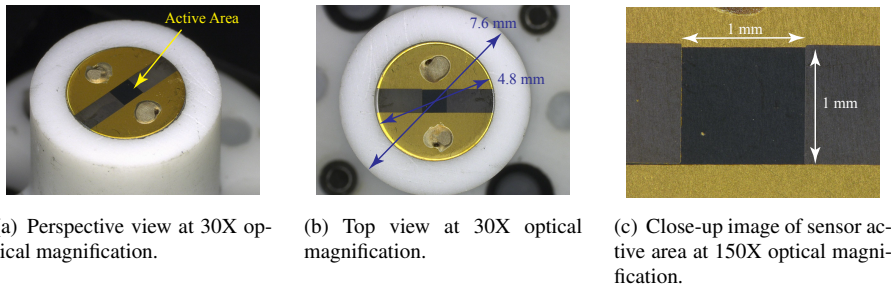 Active Area
7.6 mm
4.8 mm
1 mm
1 mm
(a) Perspective view at 30X op-
tical magnification.
(b) Top view at 30X optical
magnification.
(c) Close-up image of sensor ac-
tive area at 150X optical magni-
fication.